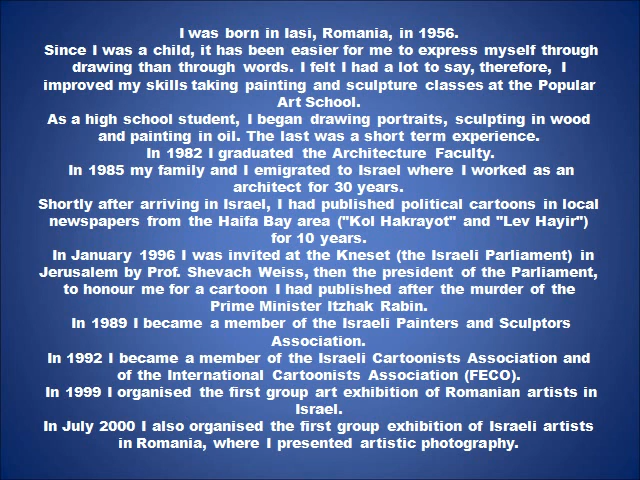 I was born in Iasi, Romania, in 1956.
Since I was a child, it has been easier for me to express myself through
drawing than through words. I felt I had a lot to say, therefore, I
improved my skills taking painting and sculpture classes at the Popular
Art School.
As a high school student, I began drawing portraits, sculpting in wood
and painting in oil. The last was a short term experience.
In 1982 I graduated the Architecture Faculty.
In 1985 my family and I emigrated to Israel where I worked as an
architect for 30 years.
Shortly after arriving in Israel, I had published political cartoons in local
newspapers from the Haifa Bay area ("Kol Hakrayot" and "Lev Hayir")
for 10 years.
In January 1996 I was invited at the Kneset (the Israeli Parliament) in
Jerusalem by Prof. Shevach Weiss, then the president of the Parliament,
to honour me for a cartoon I had published after the murder of the
Prime Minister Itzhak Rabin.
In 1989 I became a member of the Israeli Painters and Sculptors
Association.
In 1992 I became a member of the Israeli Cartoonists Association and
of the International Cartoonists Association (FECO).
In 1999 I organised the first group art exhibition of Romanian artists in
Israel.
In July 2000 I also organised the first group exhibition of Israeli artists
in Romania, where I presented artistic photography.